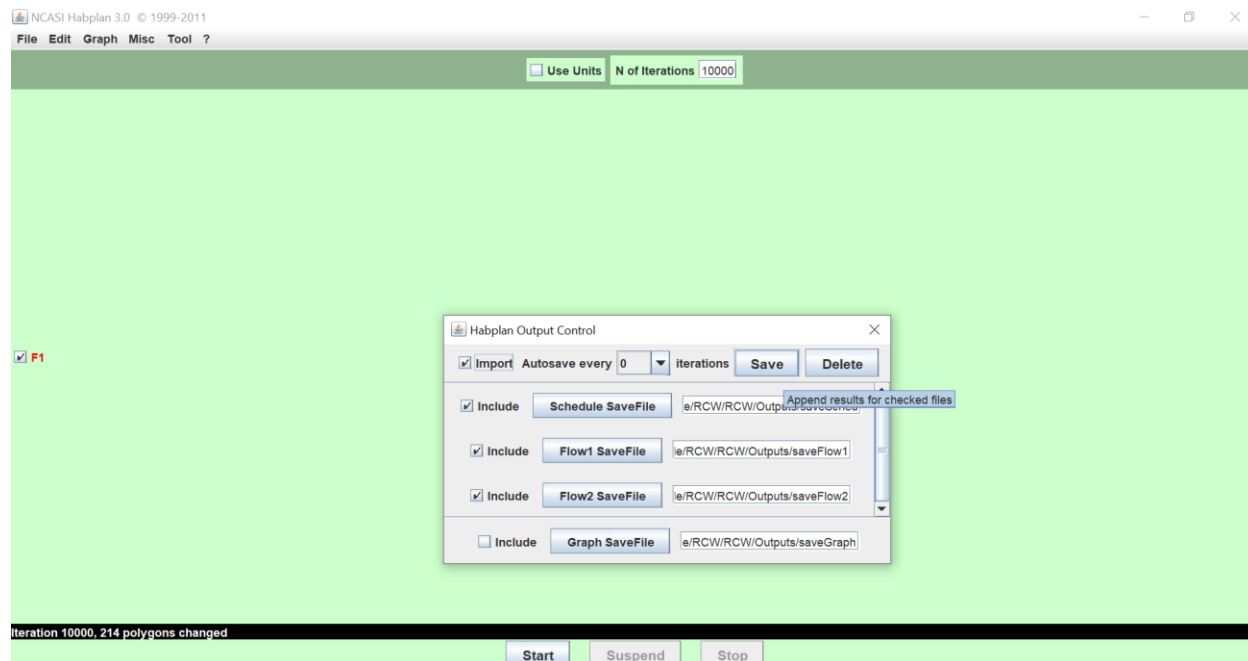 NCASI Habplan 3.0 © 1999-2011
File Edit Graph Misc Tool ?
Use Units N of Iterations 10000
Habplan Output Control
F1
Import Autosave every 0 iterations Save Delete
Append results for checked files
Include Schedule SaveFile e/RCW/RCW/Outputs/saveSched
Include Flow1 SaveFile ie/RCW/RCW/Outputs/saveFlow1
Include Flow2 SaveFile ie/RCW/RCW/Outputs/saveFlow2
Include Graph SaveFile e/RCW/RCW/Outputs/saveGraph
Iteration 10000, 214 polygons changed
Start Suspend Stop